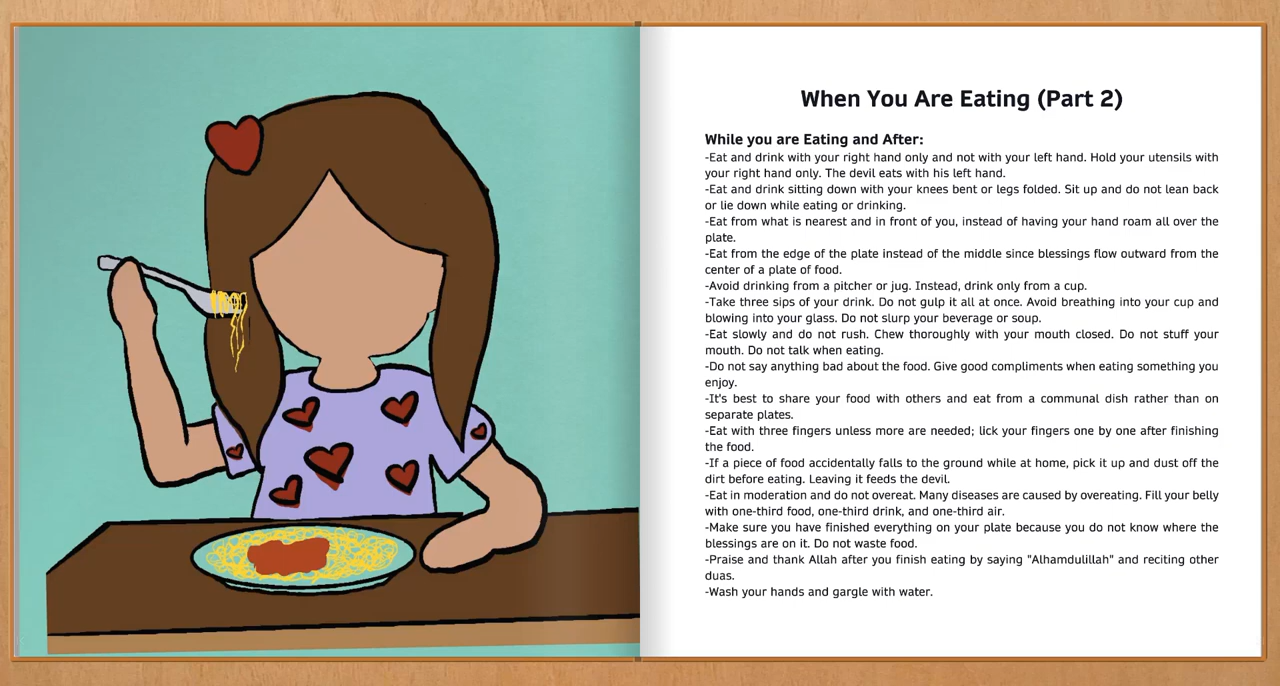 When You Are Eating (Part 2)
While you are Eating and After:
-Eat and drink with your right hand only and not with your left hand. Hold your utensils with
your right hand only. The devil eats with his left hand.
-Eat and drink sitting down with your knees bent or legs folded. Sit up and do not lean back
or lie down while eating or drinking.
-Eat from what is nearest and in front of you, instead of having your hand roam all over the
plate.
-Eat from the edge of the plate instead of the middle since blessings flow outward from the
center of a plate of food.
-Avoid drinking from a pitcher or jug. Instead, drink only from a cup.
-Take three sips of your drink. Do not gulp it all at once. Avoid breathing into your cup and
blowing into your glass. Do not slurp your beverage or soup.
-Eat slowly and do not rush. Chew thoroughly with your mouth closed. Do not stuff your
mouth. Do not talk when eating.
-Do not say anything bad about the food. Give good compliments when eating something you
enjoy.
-It's best to share your food with others and eat from a communal dish rather than on
separate plates.
-Eat with three fingers unless more are needed; lick your fingers one by one after finishing
the food.
-If a piece of food accidentally falls to the ground while at home, pick it up and dust off the
dirt before eating. Leaving it feeds the devil.
-Eat in moderation and do not overeat. Many diseases are caused by overeating. Fill your belly
with one-third food, one-third drink, and one-third air.
-Make sure you have finished everything on your plate because you do not know where the
blessings are on it. Do not waste food.
-Praise and thank Allah after you finish eating by saying "Alhamdulillah" and reciting other
duas.
-Wash your hands and gargle with water.